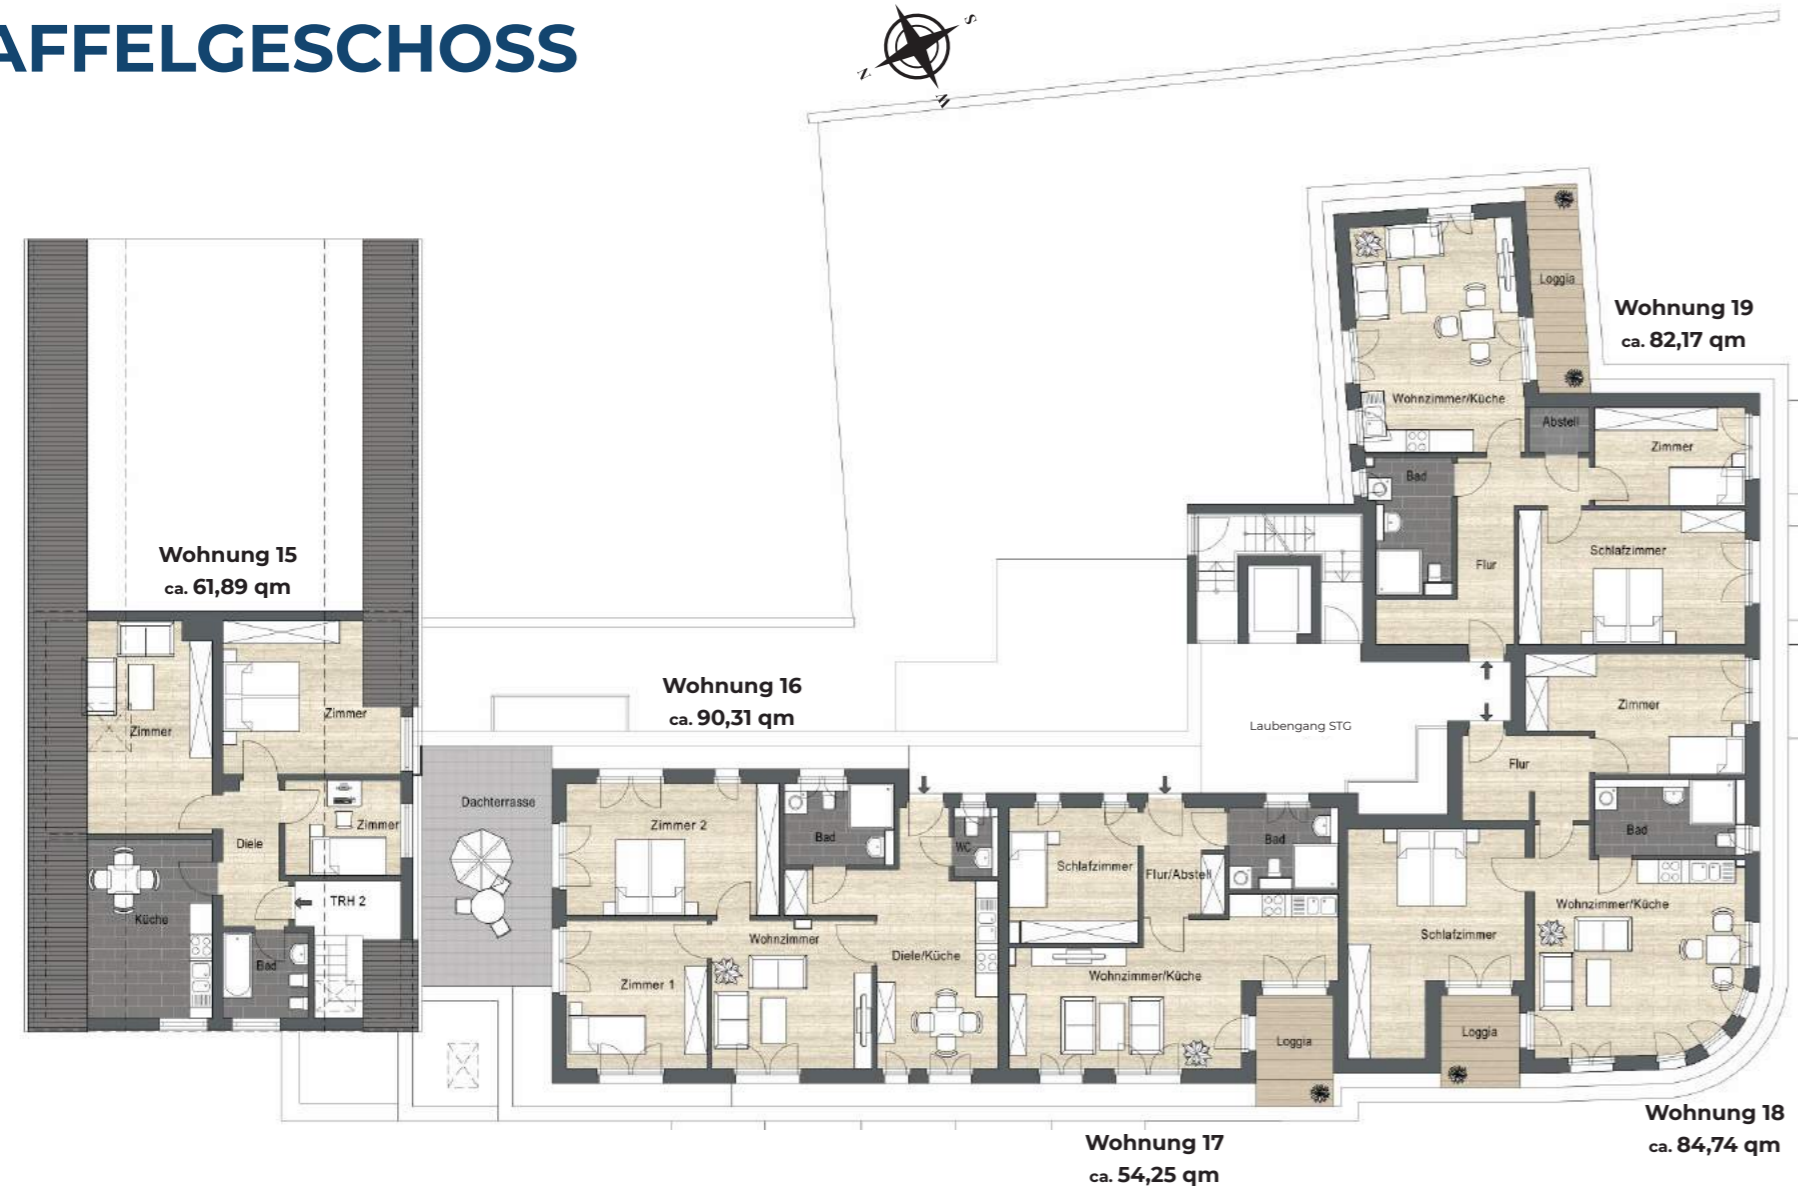 AFFELGESCHOSS
S
N
W
Wohnung 19
ca. 82,17 qm
Loggia
Wohnzimmer/Küche
Abstell
Zimmer
Bad
Schlafzimmer
Flur
Wohnung 15
ca. 61,89 qm
Zimmer
Zimmer
Zimmer
Diele
Küche
TRH 2
Bad
Wohnung 16
ca. 90,31 qm
Dachterrasse
Zimmer 2
Bad
WC
Wohnzimmer
Diele/Küche
Zimmer 1
Laubengang STG
Schlafzimmer
Flur/Abstell
Bad
Wohnzimmer/Küche
Loggia
Wohnung 17
ca. 54,25 qm
Zimmer
Flur
Bad
Wohnzimmer/Küche
Schlafzimmer
Loggia
Wohnung 18
ca. 84,74 qm